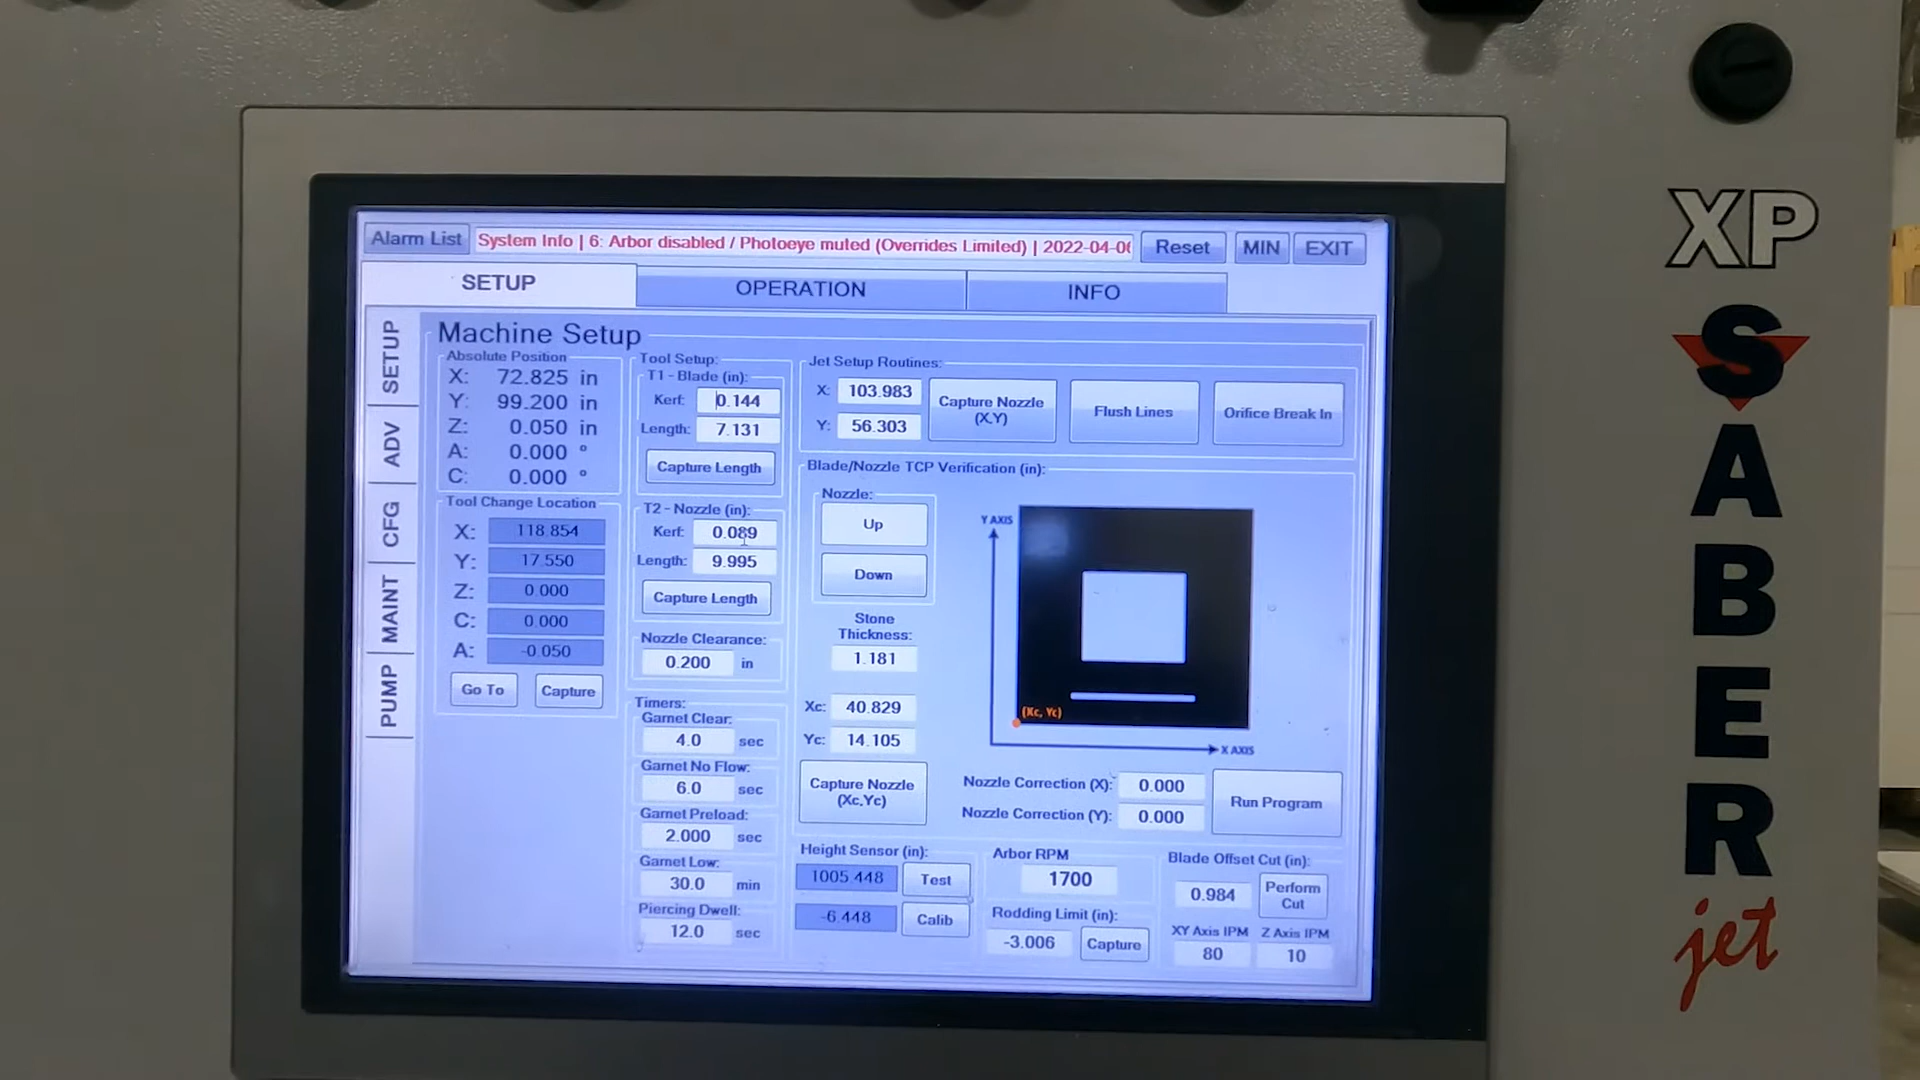 Alarm List System Info | 6: Arbor disabled / Photoeye muted (Overrides Limited) | 2022-04-06 Reset MIN EXIT
SETUP OPERATION INFO
SETUP
ADV
CFG
MAINT
PUMP
Machine Setup
Absolute Position
X: 72.825 in
Y: 99.200 in
Z: 0.050 in
A: 0.000 °
C: 0.000 °
Tool Change Location
X: 118.854
Y: 17.550
Z: 0.000
C: 0.000
A: -0.050
Go To Capture
Tool Setup:
T1 - Blade (in):
Kerf: 0.144
Length: 7.131
Capture Length
T2 - Nozzle (in):
Kerf: 0.089
Length: 9.995
Capture Length
Nozzle Clearance:
0.200 in
Timers:
Garnet Clear:
4.0 sec
Garnet No Flow:
6.0 sec
Garnet Preload:
2.000 sec
Garnet Low:
30.0 min
Piercing Dwell:
12.0 sec
Jet Setup Routines:
X: 103.983
Y: 56.303
Capture Nozzle
(X,Y)
Flush Lines
Orifice Break In
Blade/Nozzle TCP Verification (in):
Nozzle:
Up
Down
Stone
Thickness:
1.181
Xc: 40.829
Yc: 14.105
Capture Nozzle
(Xc,Yc)
Y AXIS
(Xc, Yc)
X AXIS
Nozzle Correction (X): 0.000
Nozzle Correction (Y): 0.000
Run Program
Height Sensor (in):
1005.448 Test
-6.448 Calib
Arbor RPM
1700
Rodding Limit (in):
-3.006 Capture
Blade Offset Cut (in):
0.984
Perform
Cut
XY Axis IPM Z Axis IPM
80 10
XP
SABER
jet